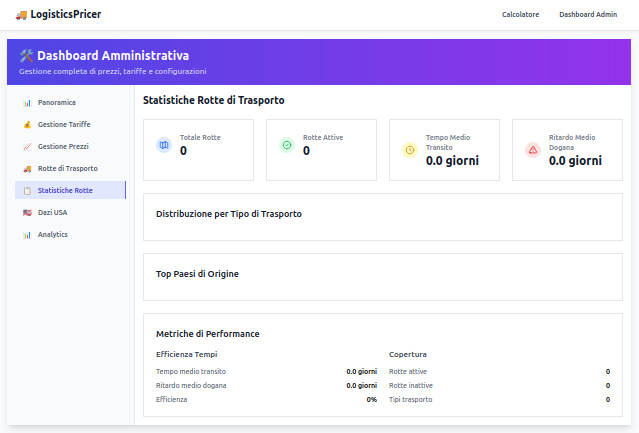 🚚 LogisticsPricer
Calcolatore
Dashboard Admin
🛠️ Dashboard Amministrativa
Gestione completa di prezzi, tariffe e configurazioni
📊 Panoramica
💰 Gestione Tariffe
📈 Gestione Prezzi
🚚 Rotte di Trasporto
📋 Statistiche Rotte
🇺🇸 Dazi USA
📊 Analytics
Statistiche Rotte di Trasporto
Totale Rotte
0
Rotte Attive
0
Tempo Medio
Transito
0.0 giorni
Ritardo Medio
Dogana
0.0 giorni
Distribuzione per Tipo di Trasporto
Top Paesi di Origine
Metriche di Performance
Efficienza Tempi
Tempo medio transito 0.0 giorni
Ritardo medio dogana 0.0 giorni
Efficienza 0%
Copertura
Rotte attive 0
Rotte inattive 0
Tipi trasporto 0